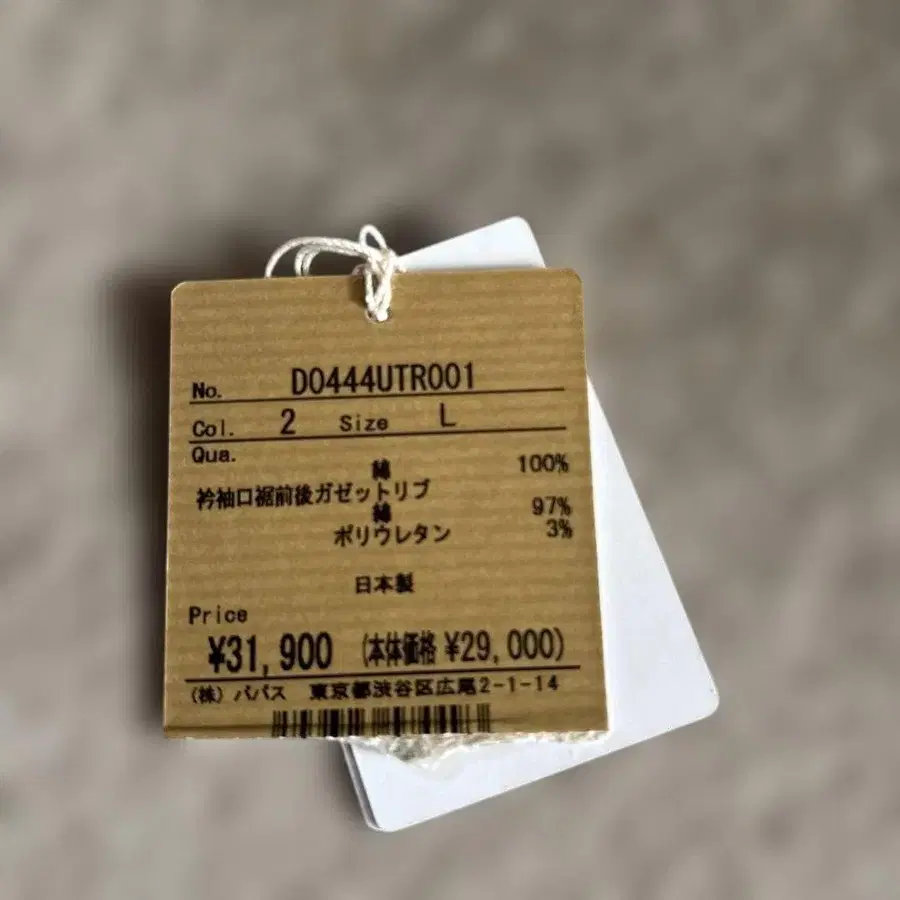 No. D0444UTR001
Col. 2 Size L
Qua.
綿 100%
衿袖口裾前後ガゼットリブ
綿 97%
ポリウレタン 3%
日本製
Price
¥31,900 (本体価格 ¥29,000)
(株) パパス 東京都渋谷区広尾2-1-14